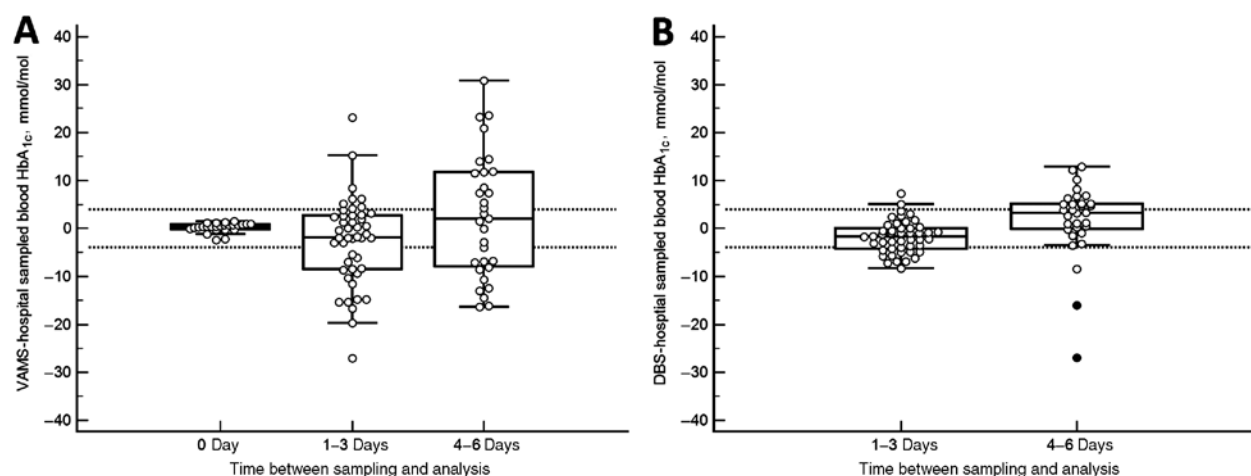 A
VAMS-hospital sampled blood HbA1c, mmol/mol
40
30
20
10
0
−10
−20
−30
−40
0 Day
1–3 Days
4–6 Days
Time between sampling and analysis
B
DBS-hosptial sampled blood HbA1c, mmol/mol
40
30
20
10
0
−10
−20
−30
−40
1–3 Days
4–6 Days
Time between sampling and analysis